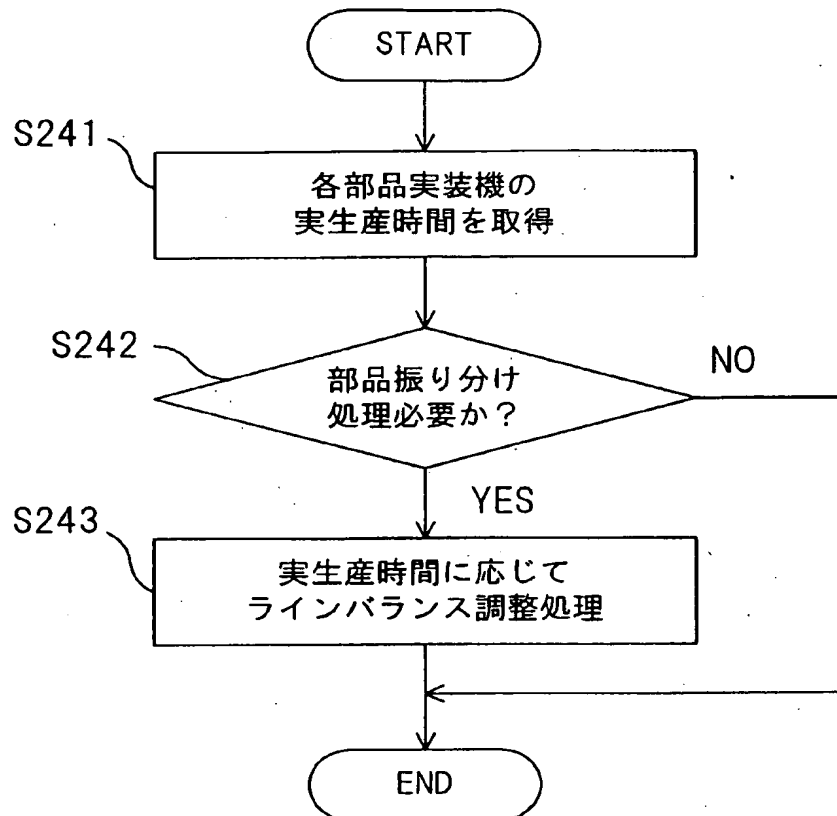 START
S241
各部品実装機の
実生産時間を取得
S242
部品振り分け
処理必要か？
NO
YES
S243
実生産時間に応じて
ラインバランス調整処理
END